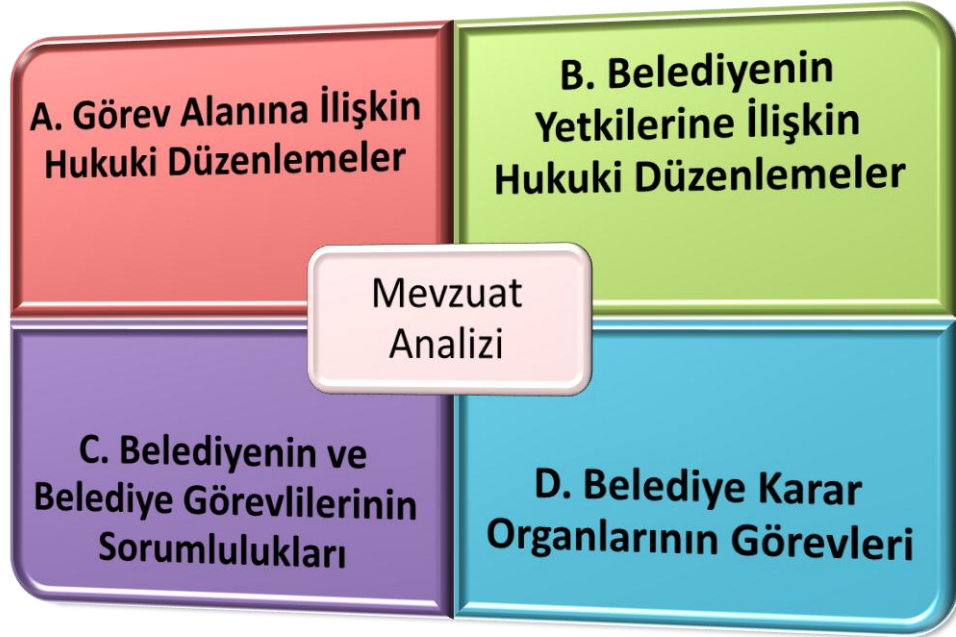 A. Görev Alanına İlişkin
Hukuki Düzenlemeler
B. Belediyenin
Yetkilerine İlişkin
Hukuki Düzenlemeler
Mevzuat
Analizi
C. Belediyenin ve
Belediye Görevlilerinin
Sorumlulukları
D. Belediye Karar
Organlarının Görevleri